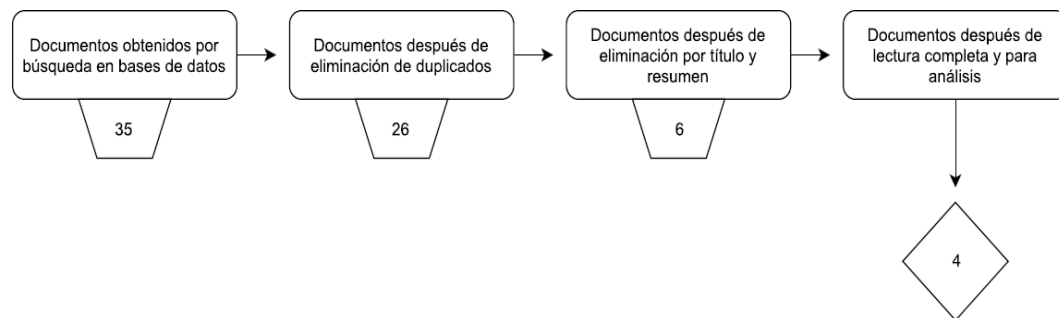 Documentos obtenidos por
búsqueda en bases de datos
35
Documentos después de
eliminación de duplicados
26
Documentos después de
eliminación por título y
resumen
6
Documentos después de
lectura completa y para
análisis
4